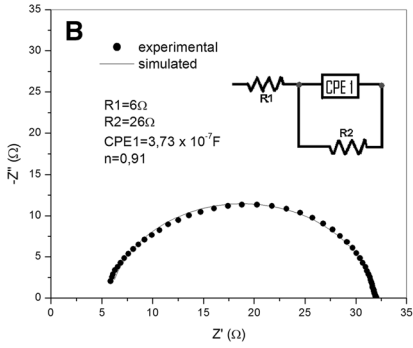 B
experimental
simulated
R1=6Ω
R2=26Ω
CPE1=3,73 x 10⁻⁷F
n=0,91
R1
CPE1
R2
-Z" (Ω)
35
30
25
20
15
10
5
0
0 5 10 15 20 25 30 35
Z' (Ω)